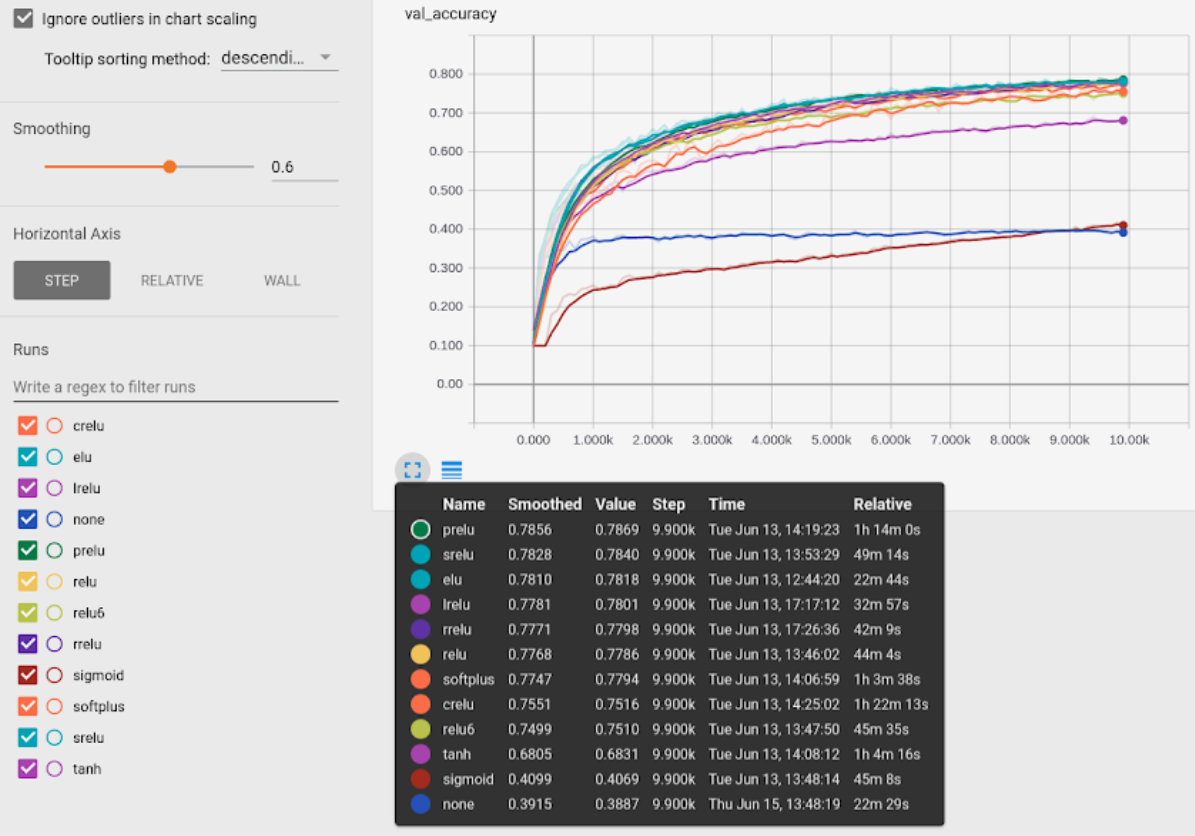 Ignore outliers in chart scaling
Tooltip sorting method: descendi...
Smoothing
0.6
Horizontal Axis
STEP RELATIVE WALL
Runs
Write a regex to filter runs
crelu
elu
lrelu
none
prelu
relu
relu6
rrelu
sigmoid
softplus
srelu
tanh
val_accuracy
0.800
0.700
0.600
0.500
0.400
0.300
0.200
0.100
0.00
0.000 1.000k 2.000k 3.000k 4.000k 5.000k 6.000k 7.000k 8.000k 9.000k 10.00k
Name Smoothed Value Step Time Relative
prelu 0.7856 0.7869 9.900k Tue Jun 13, 14:19:23 1h 14m 0s
srelu 0.7828 0.7840 9.900k Tue Jun 13, 13:53:29 49m 14s
elu 0.7810 0.7818 9.900k Tue Jun 13, 12:44:20 22m 44s
lrelu 0.7781 0.7801 9.900k Tue Jun 13, 17:17:12 32m 57s
rrelu 0.7771 0.7798 9.900k Tue Jun 13, 17:26:36 42m 9s
relu 0.7768 0.7786 9.900k Tue Jun 13, 13:46:02 44m 4s
softplus 0.7747 0.7794 9.900k Tue Jun 13, 14:06:59 1h 3m 38s
crelu 0.7551 0.7516 9.900k Tue Jun 13, 14:25:02 1h 22m 13s
relu6 0.7499 0.7510 9.900k Tue Jun 13, 13:47:50 45m 35s
tanh 0.6805 0.6831 9.900k Tue Jun 13, 14:08:12 1h 4m 16s
sigmoid 0.4099 0.4069 9.900k Tue Jun 13, 13:48:14 45m 8s
none 0.3915 0.3887 9.900k Thu Jun 15, 13:48:19 22m 29s